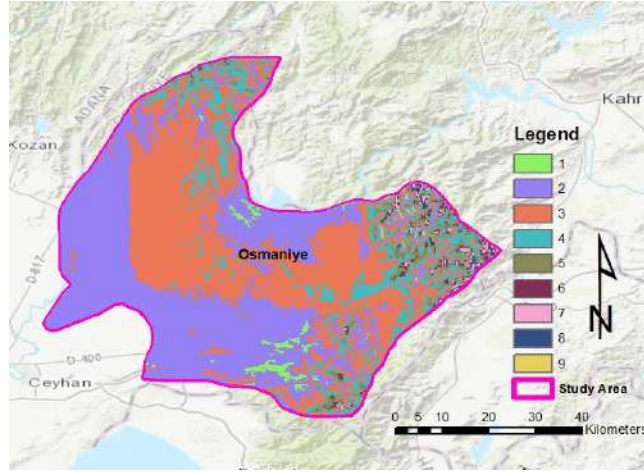 ADANA
Kozan
Kahr
Legend
1
2
3
4
5
6
7
8
9
Study Area
Osmaniye
D-817
D-400
Ceyhan
N
0 5 10 20 30 40
Kilometers